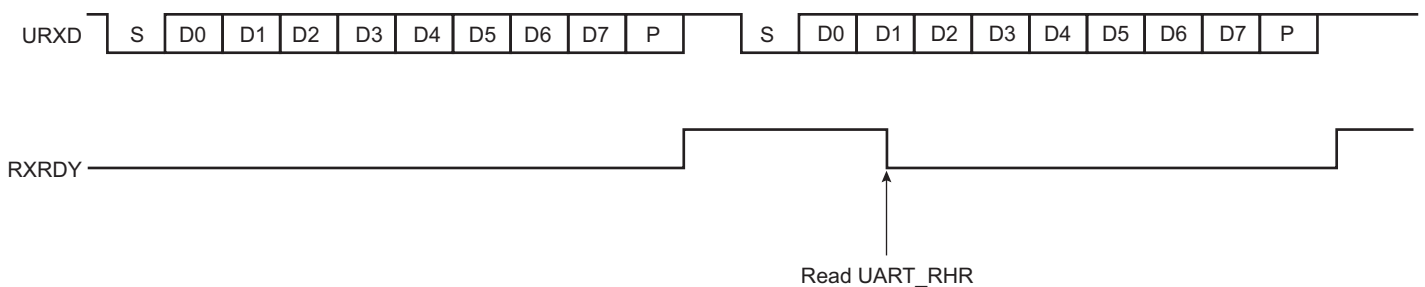 URXD S D0 D1 D2 D3 D4 D5 D6 D7 P S D0 D1 D2 D3 D4 D5 D6 D7 P
RXRDY
Read UART_RHR